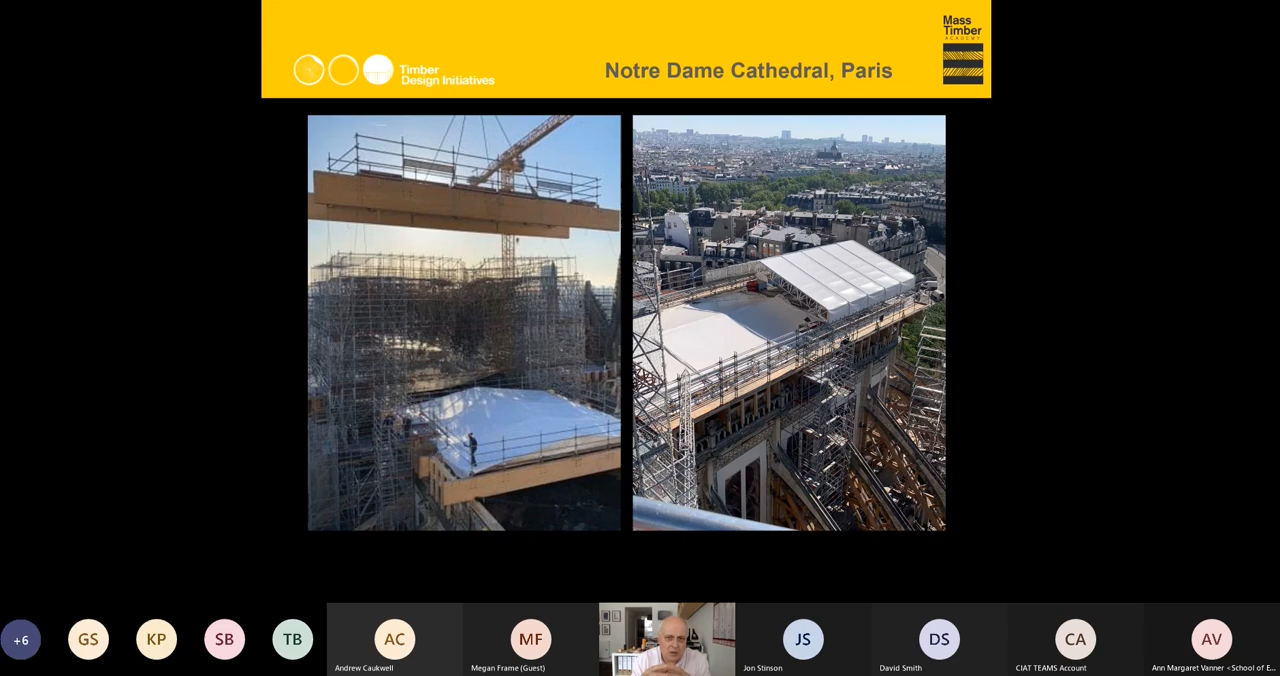 Timber
Design Initiatives
Notre Dame Cathedral, Paris
Mass
Timber
ACADEMY
+6
GS
KP
SB
TB
AC
Andrew Caukwell
MF
Megan Frame (Guest)
JS
Jon Stinson
DS
David Smith
CA
CIAT TEAMS Account
AV
Ann Margaret Vanner <School of E...